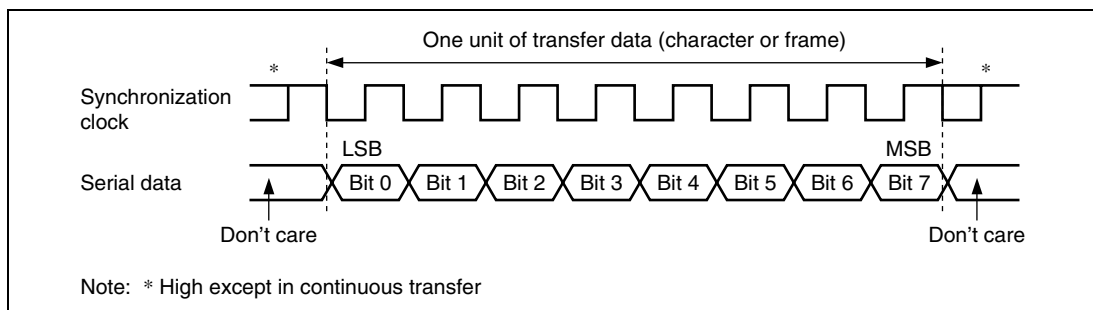 One unit of transfer data (character or frame)
* *
Synchronization
clock
LSB MSB
Serial data Bit 0 Bit 1 Bit 2 Bit 3 Bit 4 Bit 5 Bit 6 Bit 7
Don't care Don't care
Note: * High except in continuous transfer